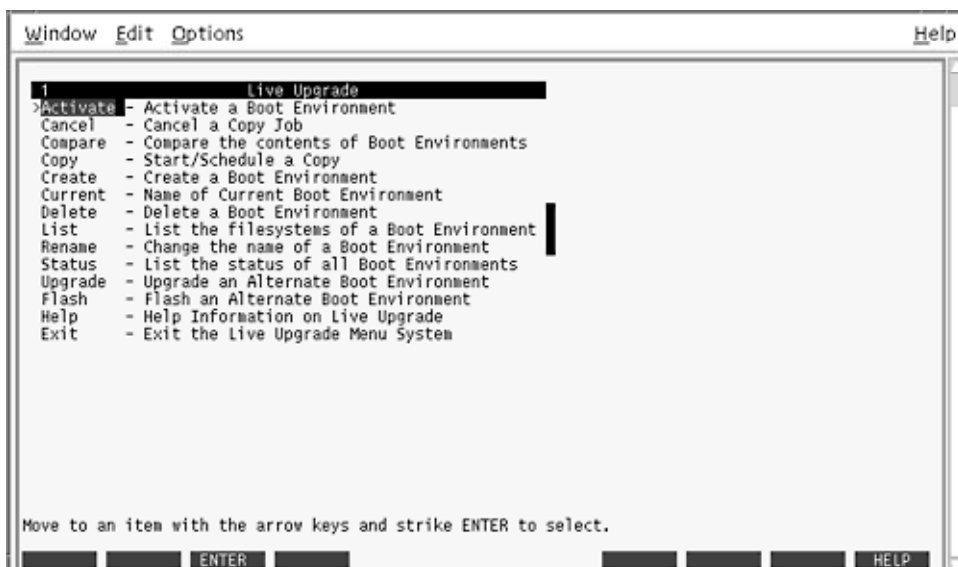 Window Edit Options Help
1 Live Upgrade
>Activate - Activate a Boot Environment
Cancel - Cancel a Copy Job
Compare - Compare the contents of Boot Environments
Copy - Start/Schedule a Copy
Create - Create a Boot Environment
Current - Name of Current Boot Environment
Delete - Delete a Boot Environment
List - List the filesystems of a Boot Environment
Rename - Change the name of a Boot Environment
Status - List the status of all Boot Environments
Upgrade - Upgrade an Alternate Boot Environment
Flash - Flash an Alternate Boot Environment
Help - Help Information on Live Upgrade
Exit - Exit the Live Upgrade Menu System
Move to an item with the arrow keys and strike ENTER to select.
ENTER HELP